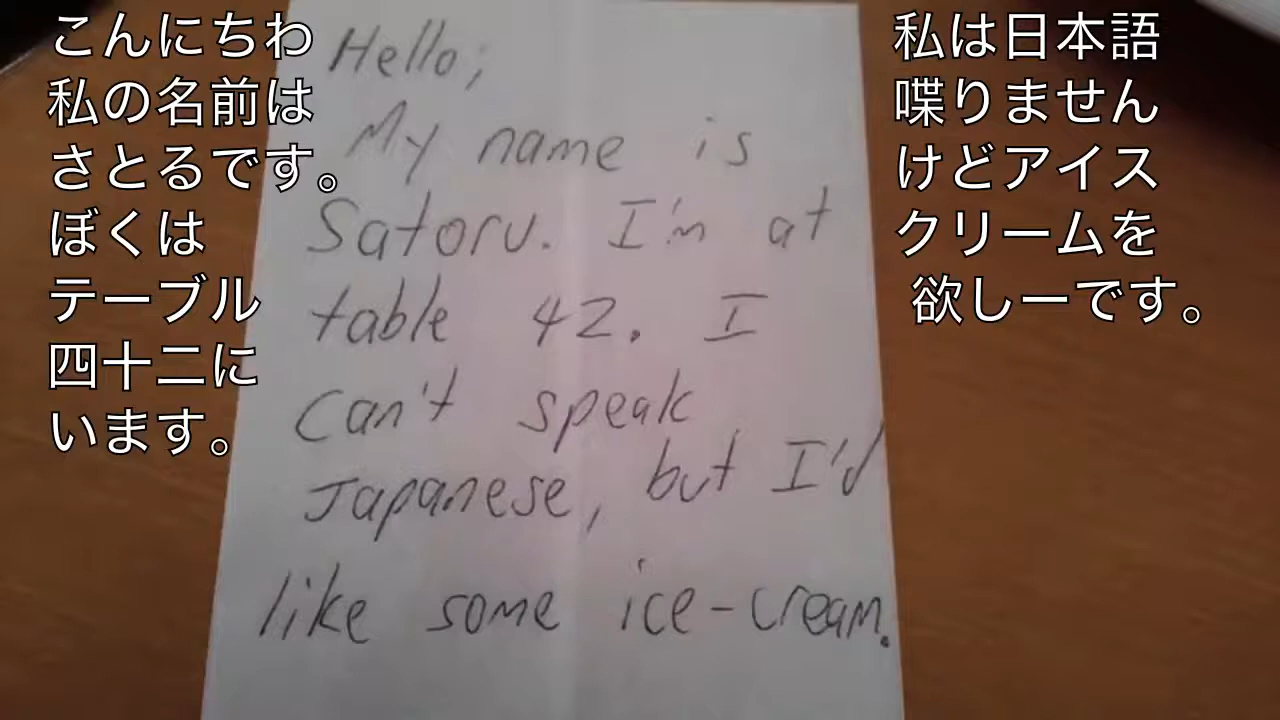 こんにちわ
私の名前は
さとるです。
ぼくは
テーブル
四十二に
います。
Hello;
My name is
Satoru. I'm at
table 42. I
can't speak
Japanese, but I'd
like some ice-cream.
私は日本語
喋りません
けどアイス
クリームを
欲しーです。